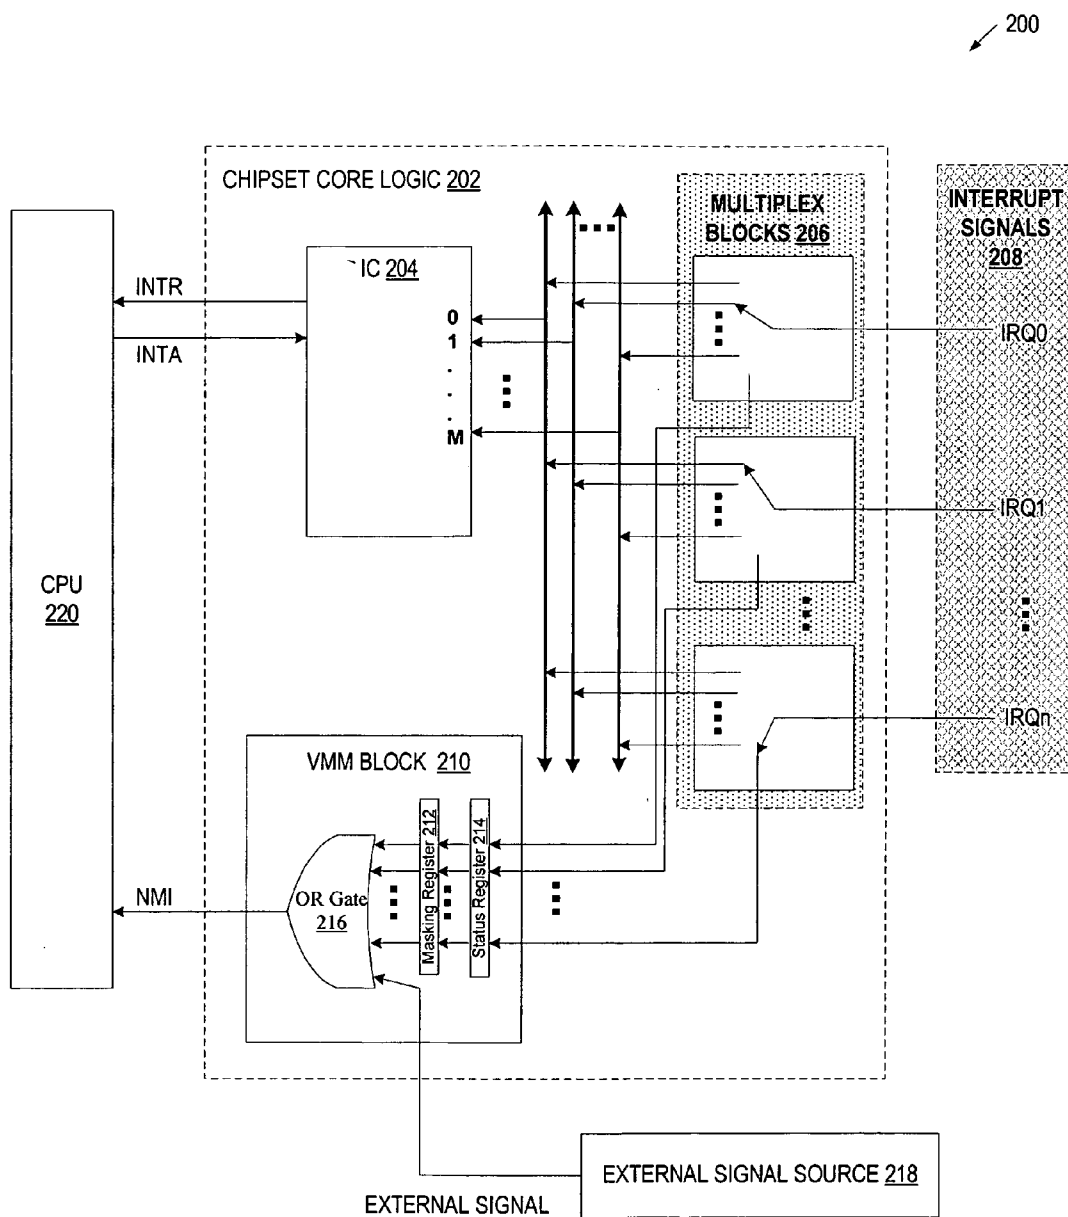 200
CHIPSET CORE LOGIC 202
MULTIPLEX
BLOCKS 206
INTERRUPT
SIGNALS
208
IC 204
INTR
INTA
0
1
.
.
.
M
IRQ0
IRQ1
IRQn
CPU
220
VMM BLOCK 210
Masking Register 212
Status Register 214
OR Gate
216
NMI
EXTERNAL SIGNAL SOURCE 218
EXTERNAL SIGNAL